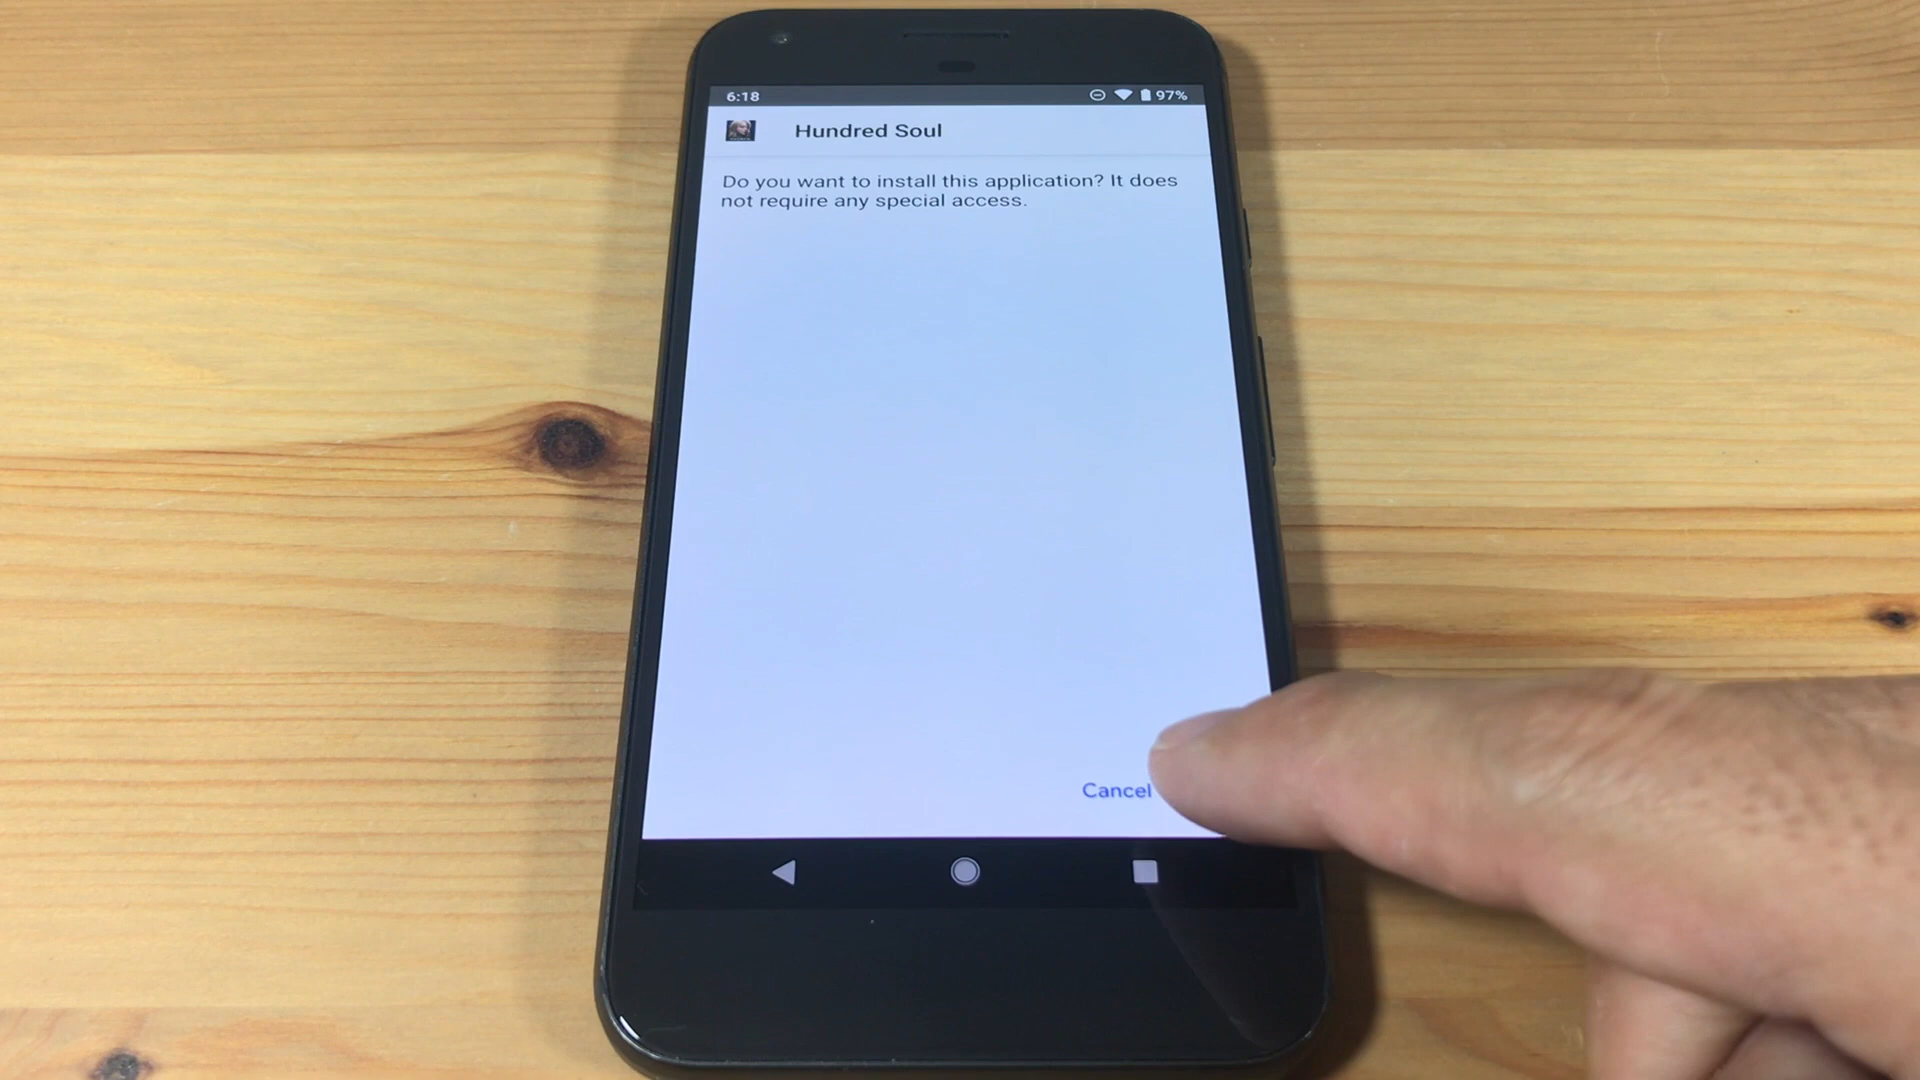 6:18
97%
Hundred Soul
Do you want to install this application? It does
not require any special access.
Cancel